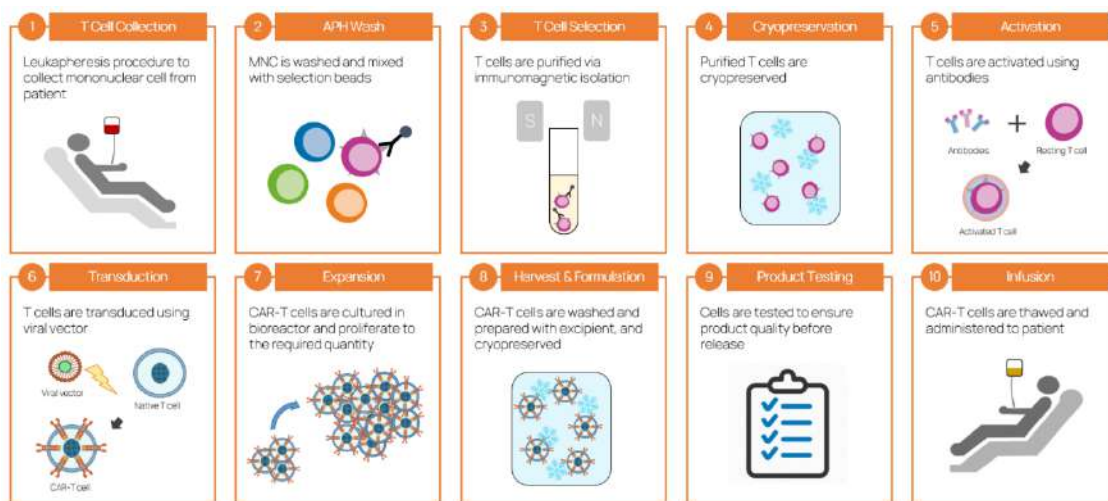 1 T Cell Collection
Leukapheresis procedure to
collect mononuclear cell from
patient
2 APH Wash
MNC is washed and mixed
with selection beads
3 T Cell Selection
T cells are purified via
immunomagnetic isolation
S N
4 Cryopreservation
Purified T cells are
cryopreserved
5 Activation
T cells are activated using
antibodies
Antibodies
Resting T cell
Activated T cell
6 Transduction
T cells are transduced using
viral vector
Viral vector
Native T cell
CAR-T cell
7 Expansion
CAR-T cells are cultured in
bioreactor and proliferate to
the required quantity
8 Harvest & Formulation
CAR-T cells are washed and
prepared with excipient, and
cryopreserved
9 Product Testing
Cells are tested to ensure
product quality before
release
10 Infusion
CAR-T cells are thawed and
administered to patient